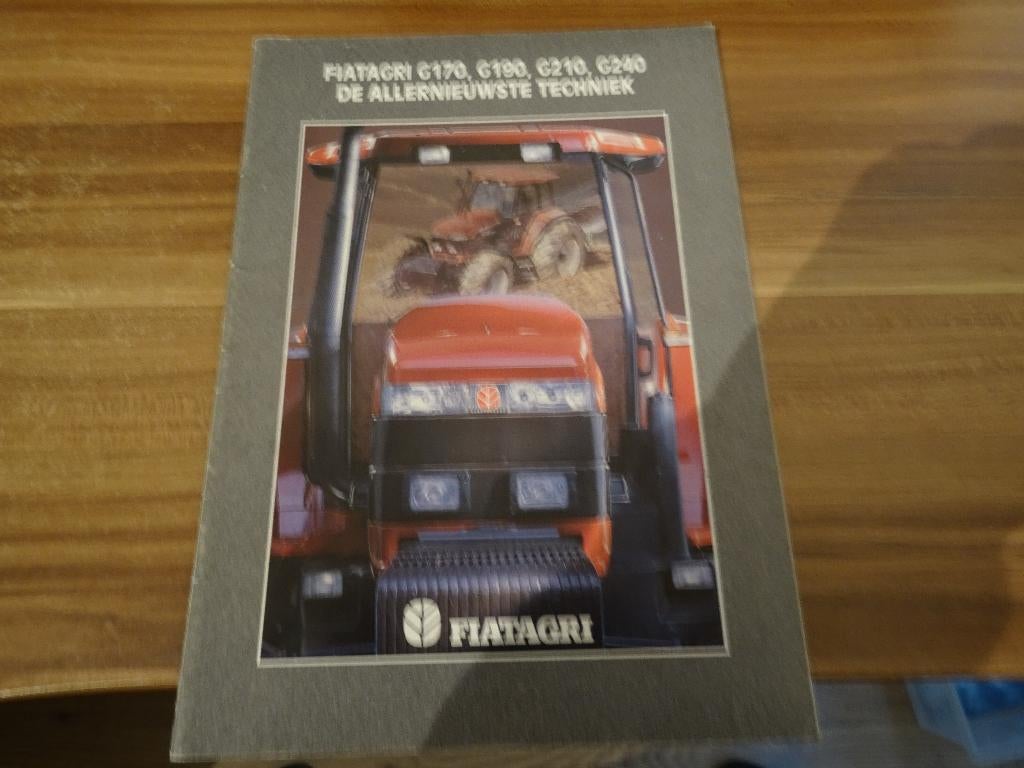 FIATAGRI G170, G190, G210, G240
DE ALLERNIEUWSTE TECHNIEK
FIATAGRI